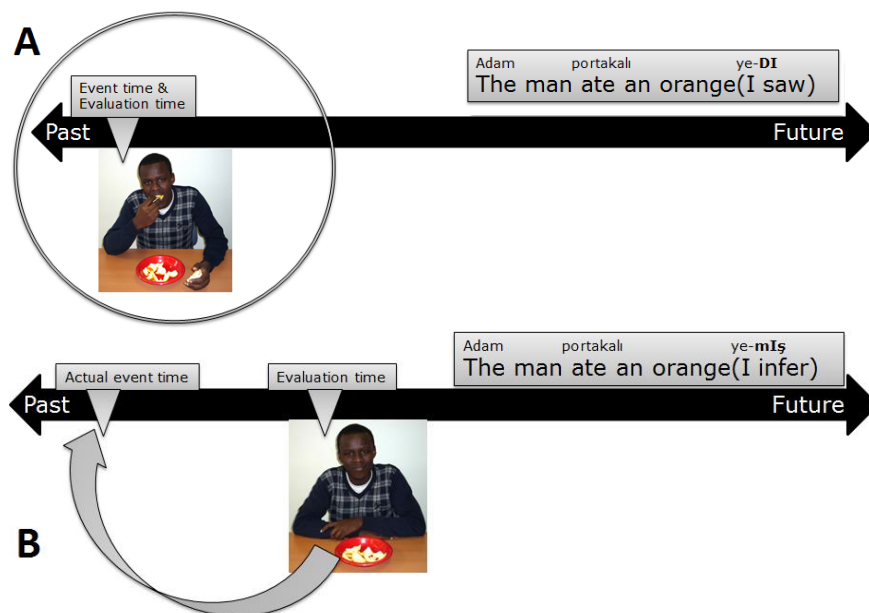 A
Event time &
Evaluation time
Adam portakalı ye-DI
The man ate an orange(I saw)
Past Future
Adam portakalı ye-mIş
The man ate an orange(I infer)
Actual event time Evaluation time
Past Future
B